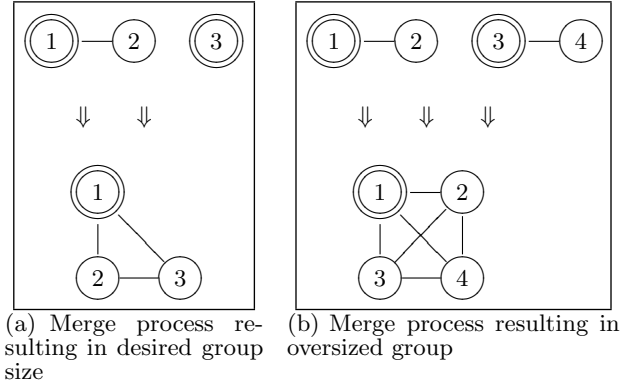 1 2 3
⇓ ⇓
1
2 3
(a) Merge process re-
sulting in desired group
size
1 2 3 4
⇓ ⇓ ⇓
1 2
3 4
(b) Merge process resulting in
oversized group